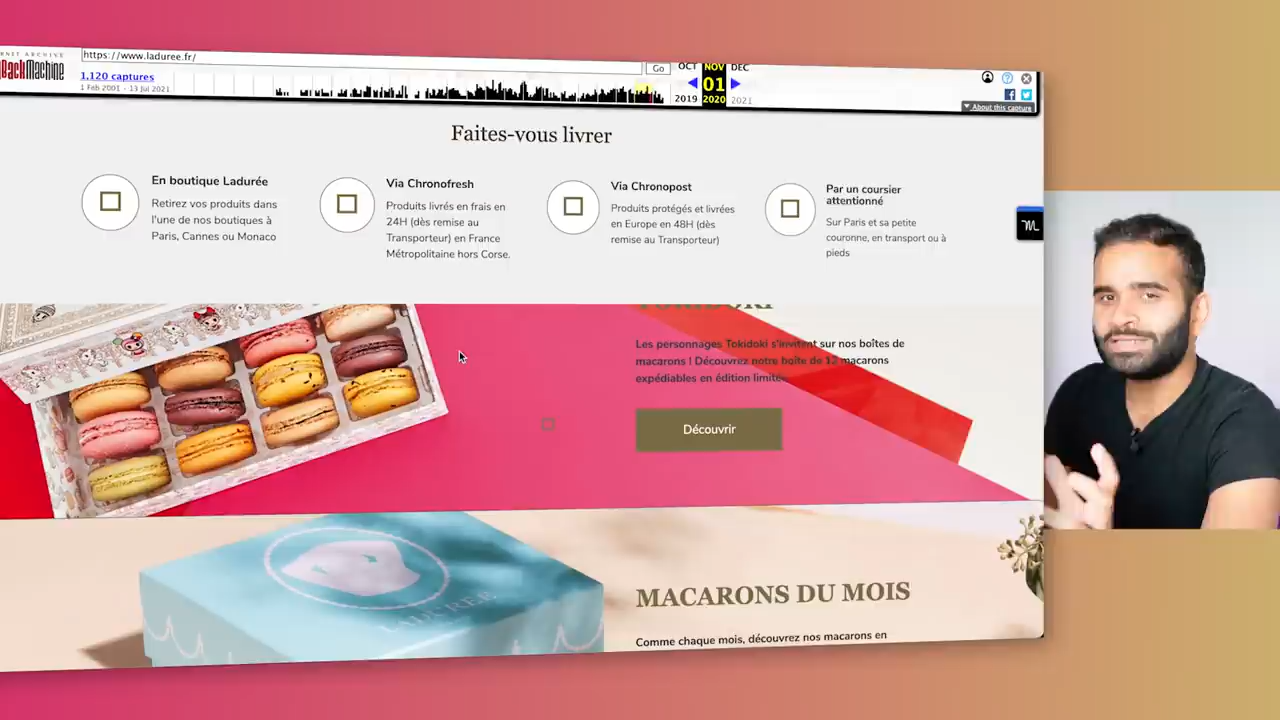 https://www.laduree.fr/
Go
OCT NOV DEC
BackMachine
1,120 captures
01
1 Feb 2001 - 13 Jul 2021
2019 2020 2021
About this capture
Faites-vous livrer
En boutique Ladurée
Retirez vos produits dans
l'une de nos boutiques à
Paris, Cannes ou Monaco
Via Chronofresh
Produits livrés en frais en
24H (dès remise au
Transporteur) en France
Métropolitaine hors Corse.
Via Chronopost
Produits protégés et livrées
en Europe en 48H (dès
remise au Transporteur)
Par un coursier
attentionné
Sur Paris et sa petite
couronne, en transport ou à
pieds
Les personnages Tokidoki s'invitent sur nos boîtes de
macarons ! Découvrez notre boîte de 12 macarons
expédiables en édition limitée
Découvrir
LADURÉE
MACARONS DU MOIS
Comme chaque mois, découvrez nos macarons en